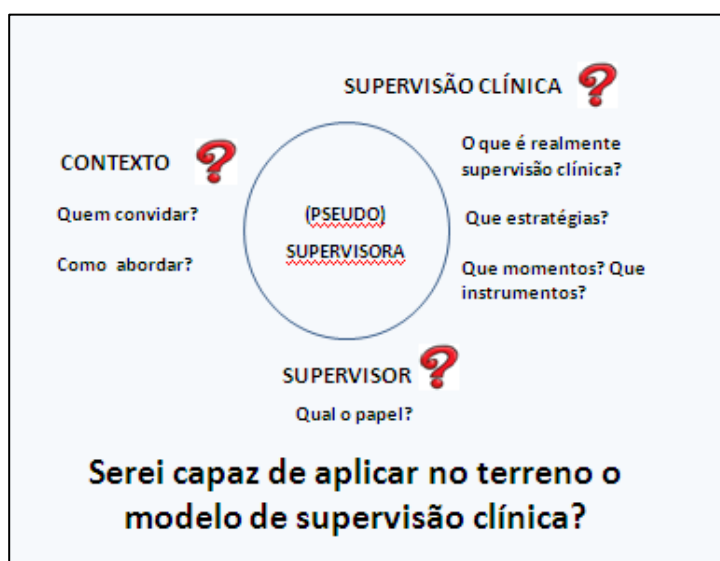 SUPERVISÃO CLÍNICA ?
O que é realmente
supervisão clínica?
Que estratégias?
Que momentos? Que
instrumentos?
CONTEXTO ?
Quem convidar?
Como abordar?
(PSEUDO)
SUPERVISORA
SUPERVISOR ?
Qual o papel?
Serei capaz de aplicar no terreno o
modelo de supervisão clínica?